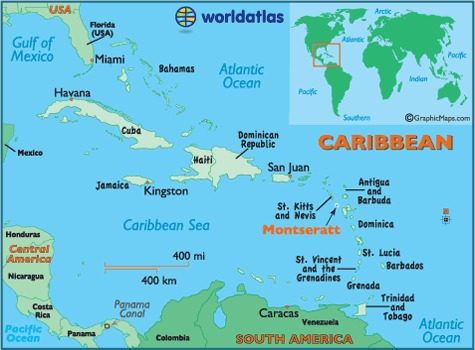 USA
worldatlas
Florida
(USA)
Gulf of
Mexico
Miami
Bahamas
Atlantic
Ocean
Arctic
Atlantic
Pacific
Indian
Pacific
Southern
©GraphicMaps.com
Havana
Cuba
CARIBBEAN
Mexico
Haiti
Dominican
Republic
San Juan
Jamaica
Kingston
Antigua
and
Barbuda
St. Kitts
and Nevis
Montseratt
Dominica
Caribbean Sea
Honduras
Central
America
400 mi
400 km
St. Lucia
Barbados
St. Vincent
and the
Grenadines
Grenada
Nicaragua
Costa
Rica
Panama
Canal
Caracas
Trinidad
and
Tobago
Pacific
Ocean
Panama
Colombia
Venezuela
SOUTH AMERICA
Atlantic
Ocean